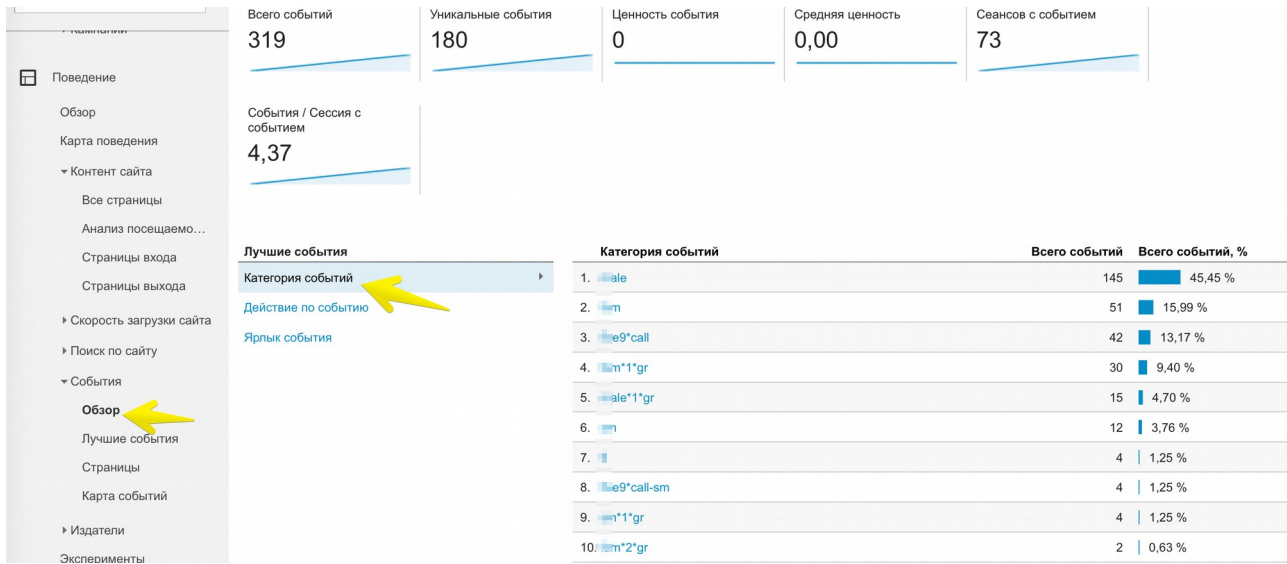 Всего событий
319
Уникальные события
180
Ценность события
0
Средняя ценность
0,00
Сеансов с событием
73
События / Сессия с
событием
4,37
Кампании
Поведение
Обзор
Карта поведения
Контент сайта
Все страницы
Анализ посещаемо...
Страницы входа
Страницы выхода
Скорость загрузки сайта
Поиск по сайту
События
Обзор
Лучшие события
Страницы
Карта событий
Издатели
Эксперименты
Лучшие события
Категория событий
Действие по событию
Ярлык события
Категория событий Всего событий Всего событий, %
1. ale 145 45,45 %
2. m 51 15,99 %
3. e9*call 42 13,17 %
4. m*1*gr 30 9,40 %
5. ale*1*gr 15 4,70 %
6. 12 3,76 %
7. 4 1,25 %
8. e9*call-sm 4 1,25 %
9. *1*gr 4 1,25 %
10. m*2*gr 2 0,63 %